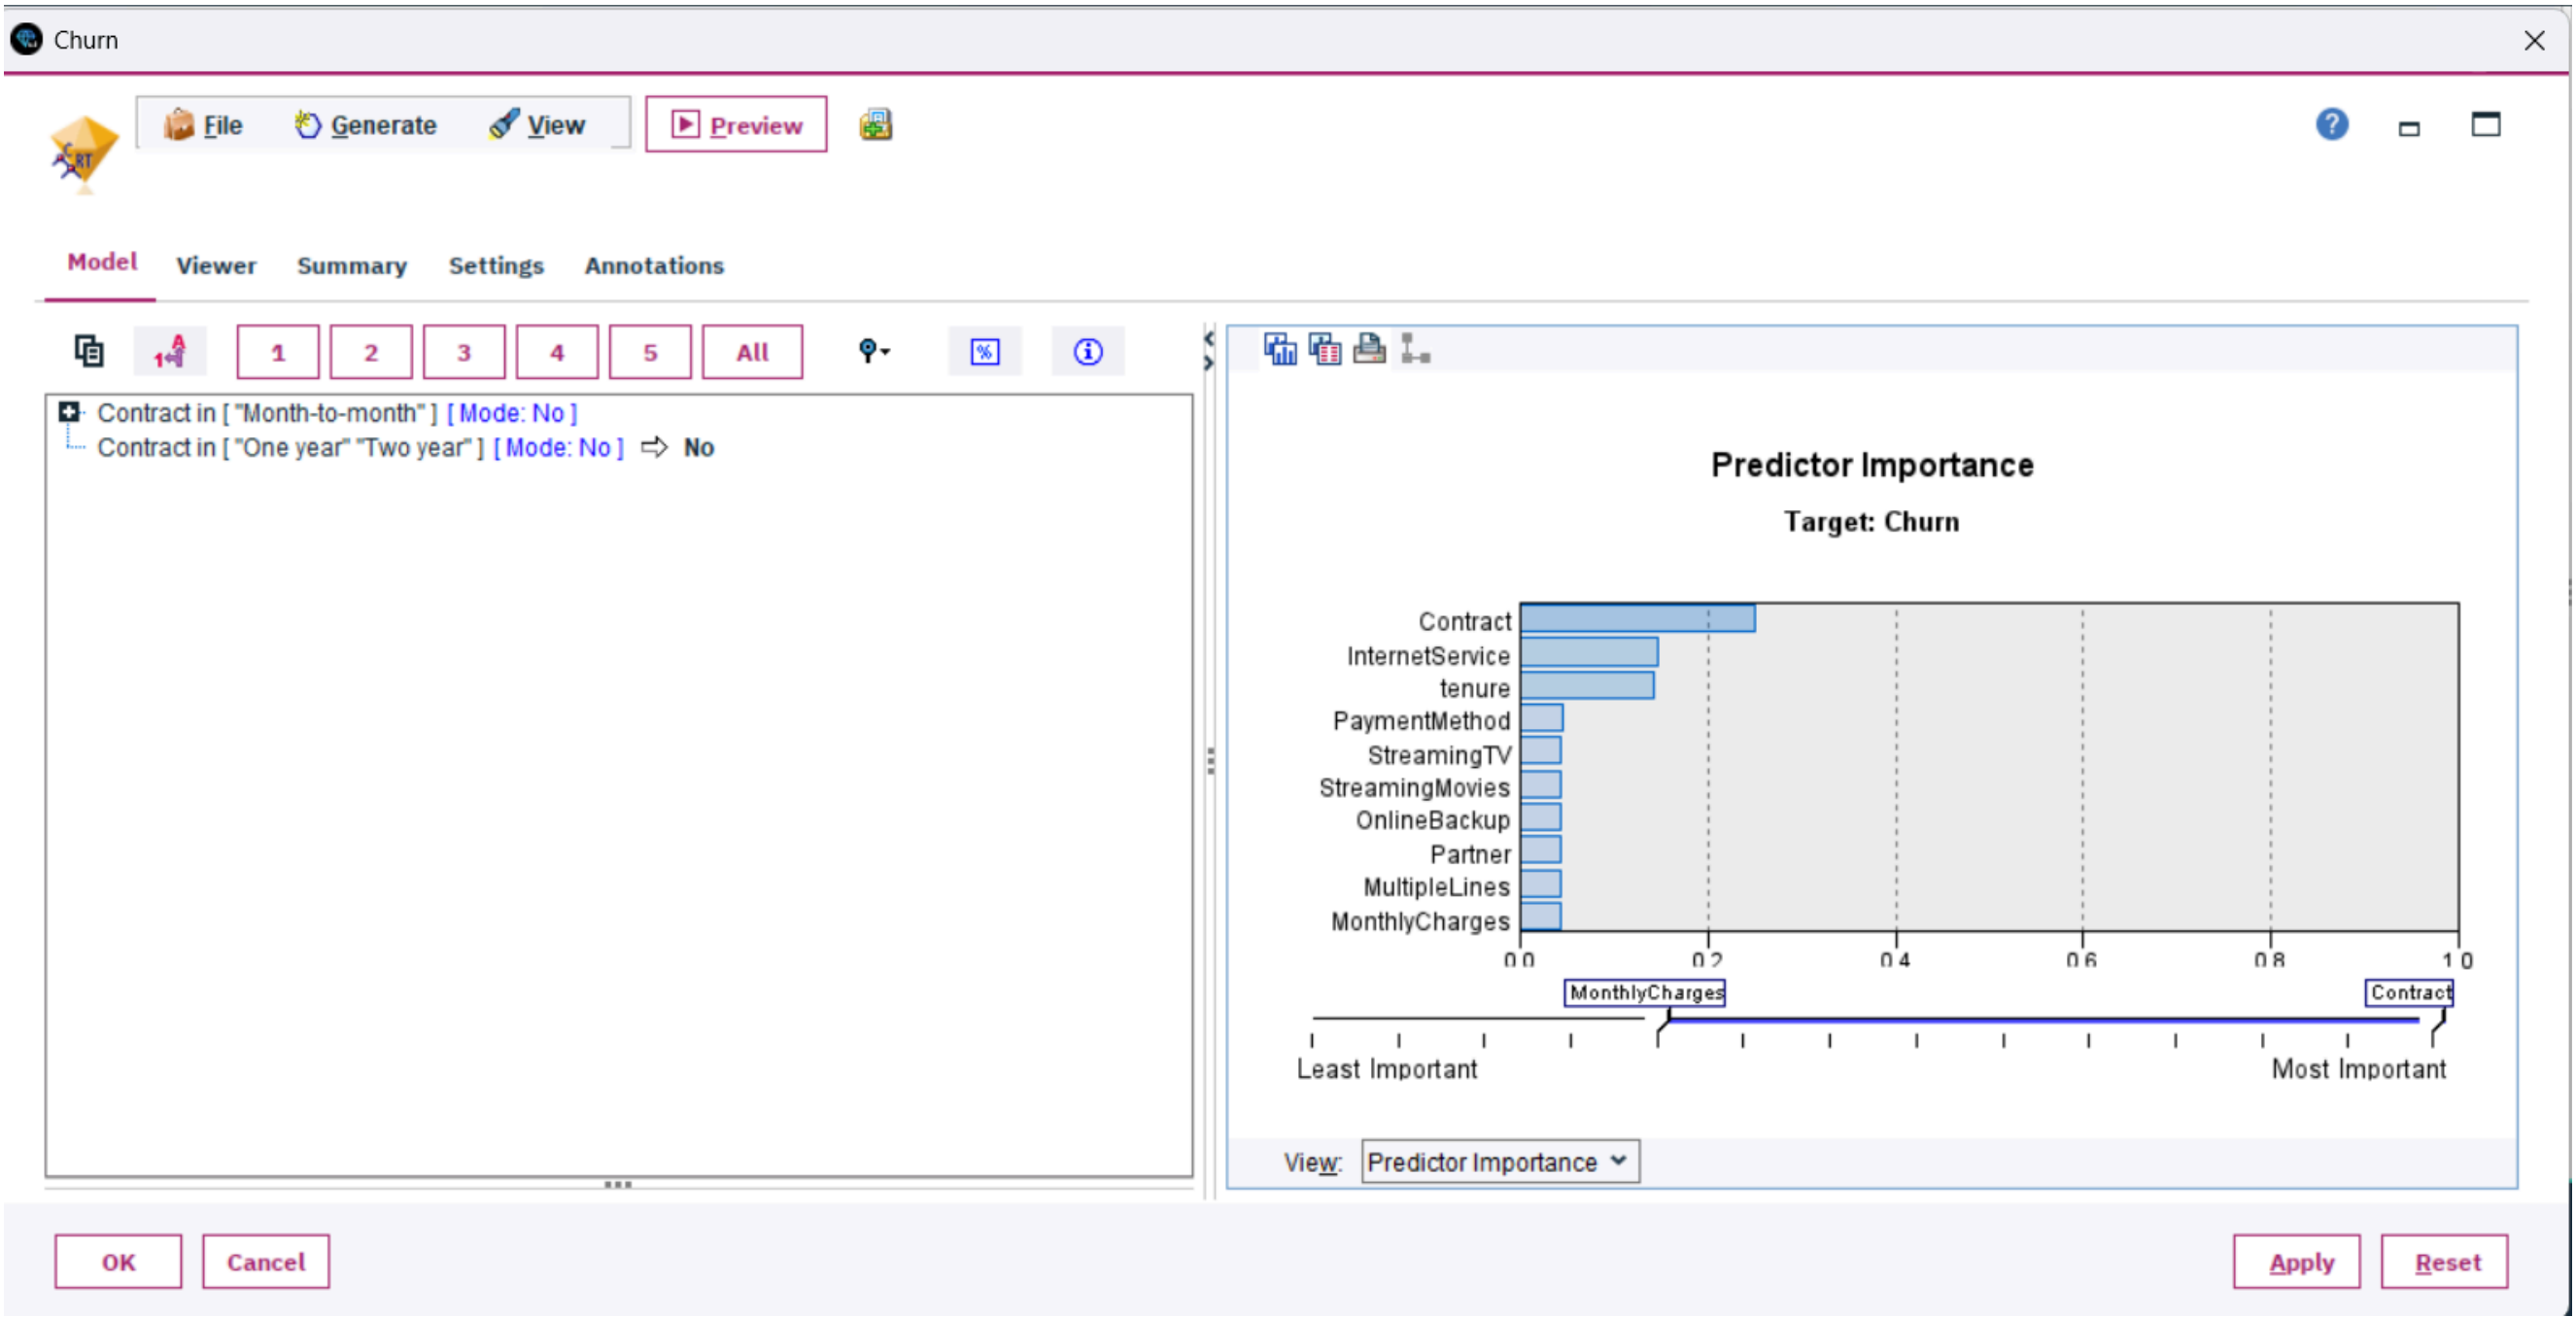 Churn
File Generate View Preview
C RT
Model Viewer Summary Settings Annotations
1 2 3 4 5 All
Contract in [ "Month-to-month" ] [ Mode: No ]
Contract in [ "One year" "Two year" ] [ Mode: No ] ⇨ No
Predictor Importance
Target: Churn
Contract
InternetService
tenure
PaymentMethod
StreamingTV
StreamingMovies
OnlineBackup
Partner
MultipleLines
MonthlyCharges
0.0 0.2 0.4 0.6 0.8 1.0
MonthlyCharges Contract
Least Important Most Important
View: Predictor Importance
OK Cancel Apply Reset